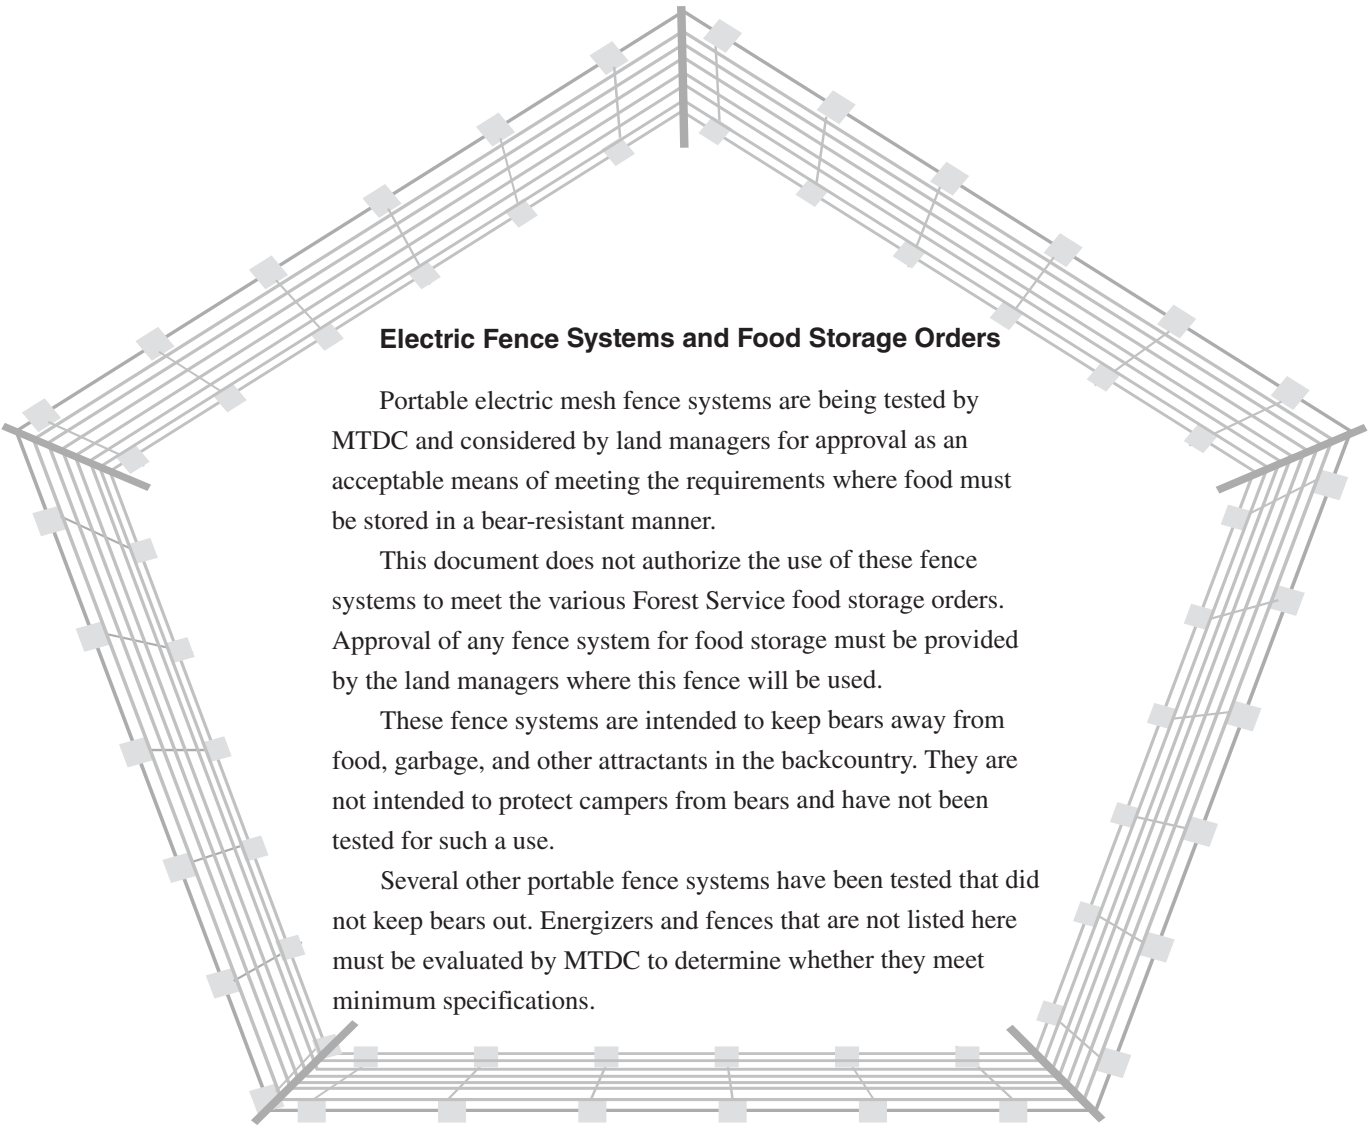 Electric Fence Systems and Food Storage Orders
Portable electric mesh fence systems are being tested by
MTDC and considered by land managers for approval as an
acceptable means of meeting the requirements where food must
be stored in a bear-resistant manner.
This document does not authorize the use of these fence
systems to meet the various Forest Service food storage orders.
Approval of any fence system for food storage must be provided
by the land managers where this fence will be used.
These fence systems are intended to keep bears away from
food, garbage, and other attractants in the backcountry. They are
not intended to protect campers from bears and have not been
tested for such a use.
Several other portable fence systems have been tested that did
not keep bears out. Energizers and fences that are not listed here
must be evaluated by MTDC to determine whether they meet
minimum specifications.